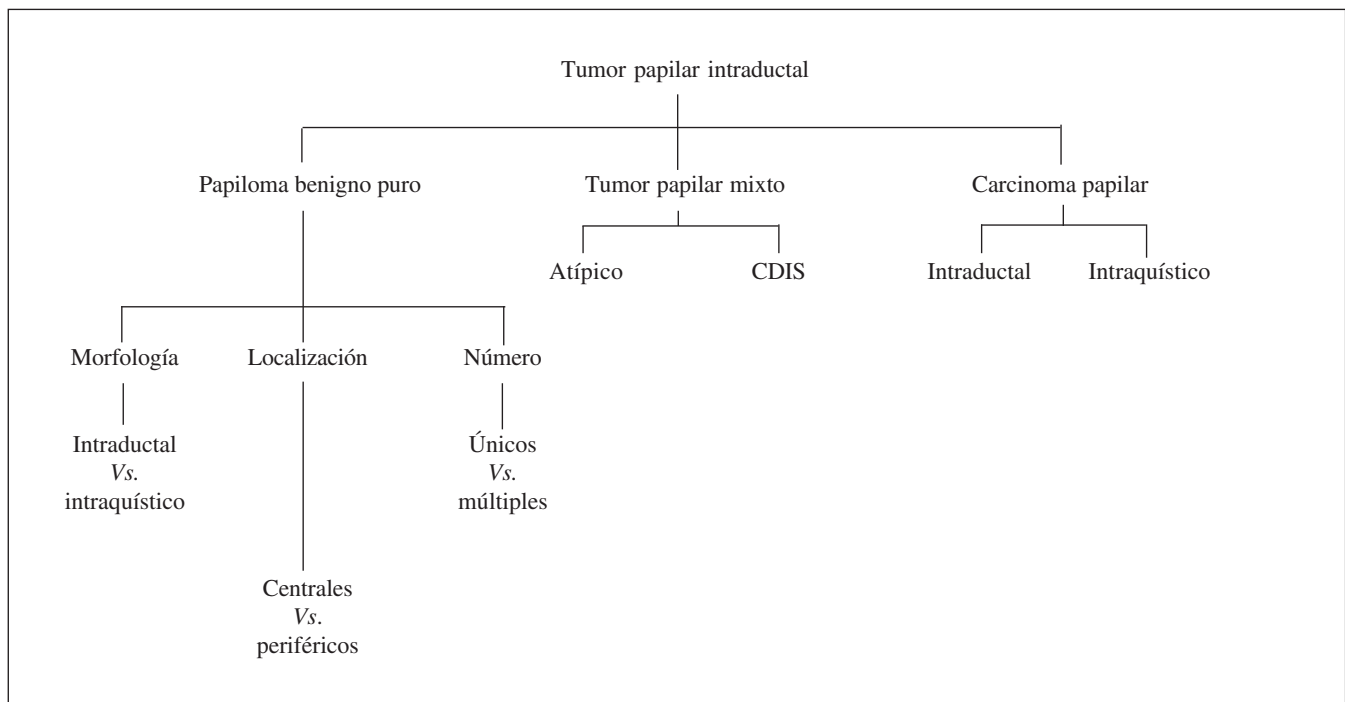 Tumor papilar intraductal
Papiloma benigno puro
Tumor papilar mixto
Carcinoma papilar
Atípico
CDIS
Intraductal
Intraquístico
Morfología
Localización
Número
Intraductal
Vs.
intraquístico
Únicos
Vs.
múltiples
Centrales
Vs.
periféricos